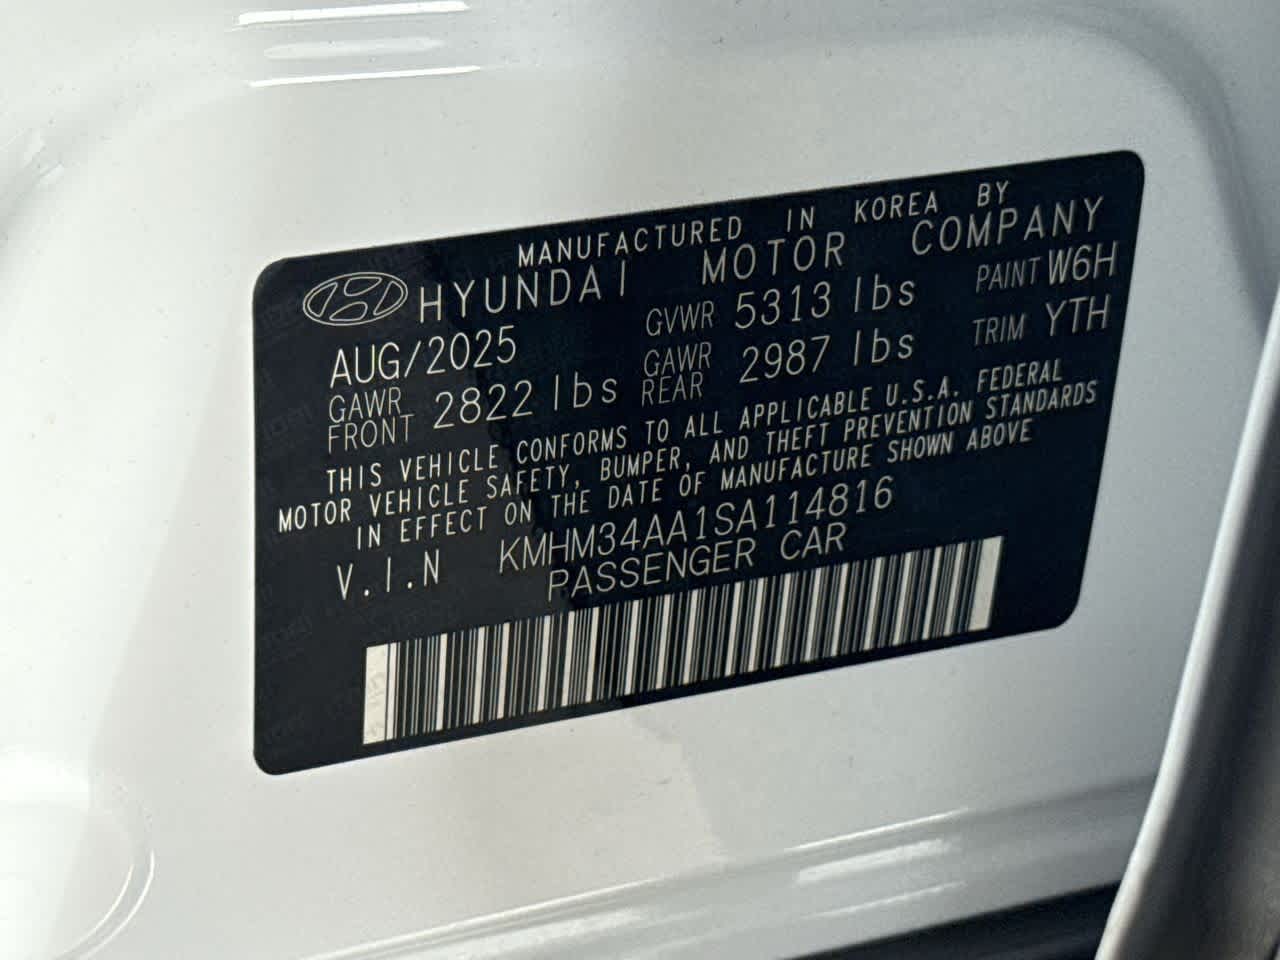 MANUFACTURED IN KOREA BY
HYUNDAI MOTOR COMPANY
AUG/2025 GVWR 5313 lbs PAINT W6H
GAWR FRONT 2822 lbs GAWR REAR 2987 lbs TRIM YTH
THIS VEHICLE CONFORMS TO ALL APPLICABLE U.S.A. FEDERAL
MOTOR VEHICLE SAFETY, BUMPER, AND THEFT PREVENTION STANDARDS
IN EFFECT ON THE DATE OF MANUFACTURE SHOWN ABOVE
V.I.N KMHM34AA1SA114816
PASSENGER CAR